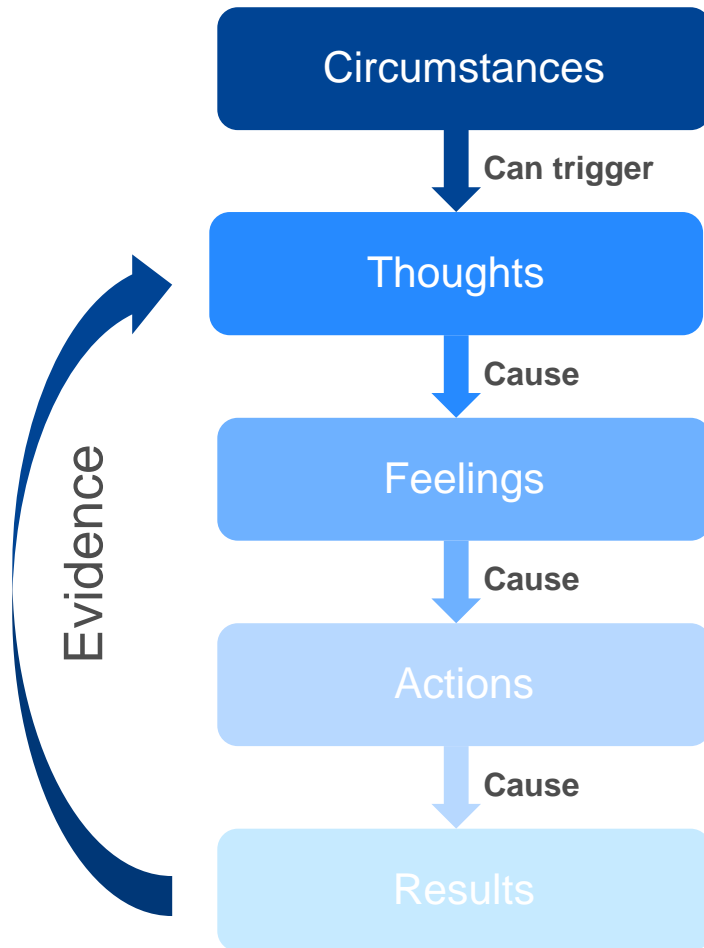 Circumstances
Can trigger
Thoughts
Cause
Feelings
Cause
Actions
Cause
Results
Evidence